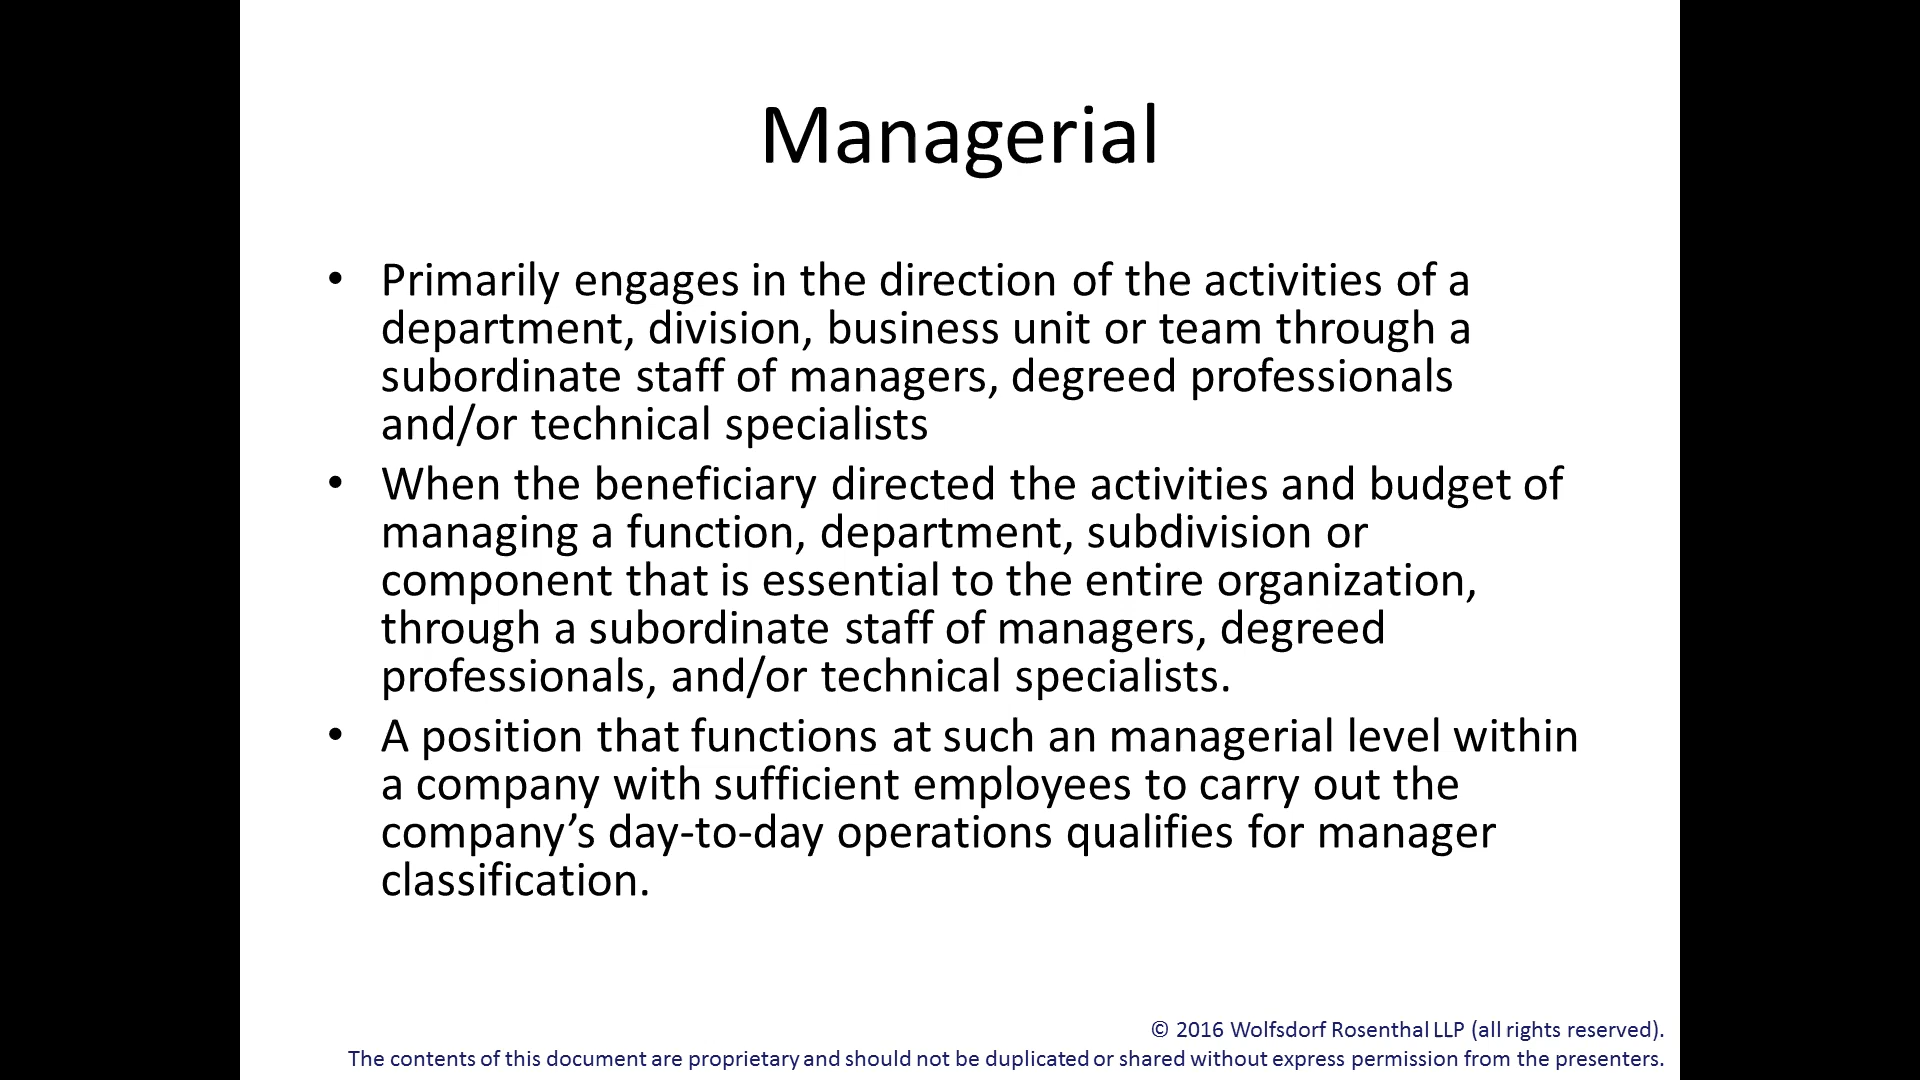 Managerial
• Primarily engages in the direction of the activities of a
department, division, business unit or team through a
subordinate staff of managers, degreed professionals
and/or technical specialists
• When the beneficiary directed the activities and budget of
managing a function, department, subdivision or
component that is essential to the entire organization,
through a subordinate staff of managers, degreed
professionals, and/or technical specialists.
• A position that functions at such an managerial level within
a company with sufficient employees to carry out the
company’s day-to-day operations qualifies for manager
classification.
© 2016 Wolfsdorf Rosenthal LLP (all rights reserved).
The contents of this document are proprietary and should not be duplicated or shared without express permission from the presenters.